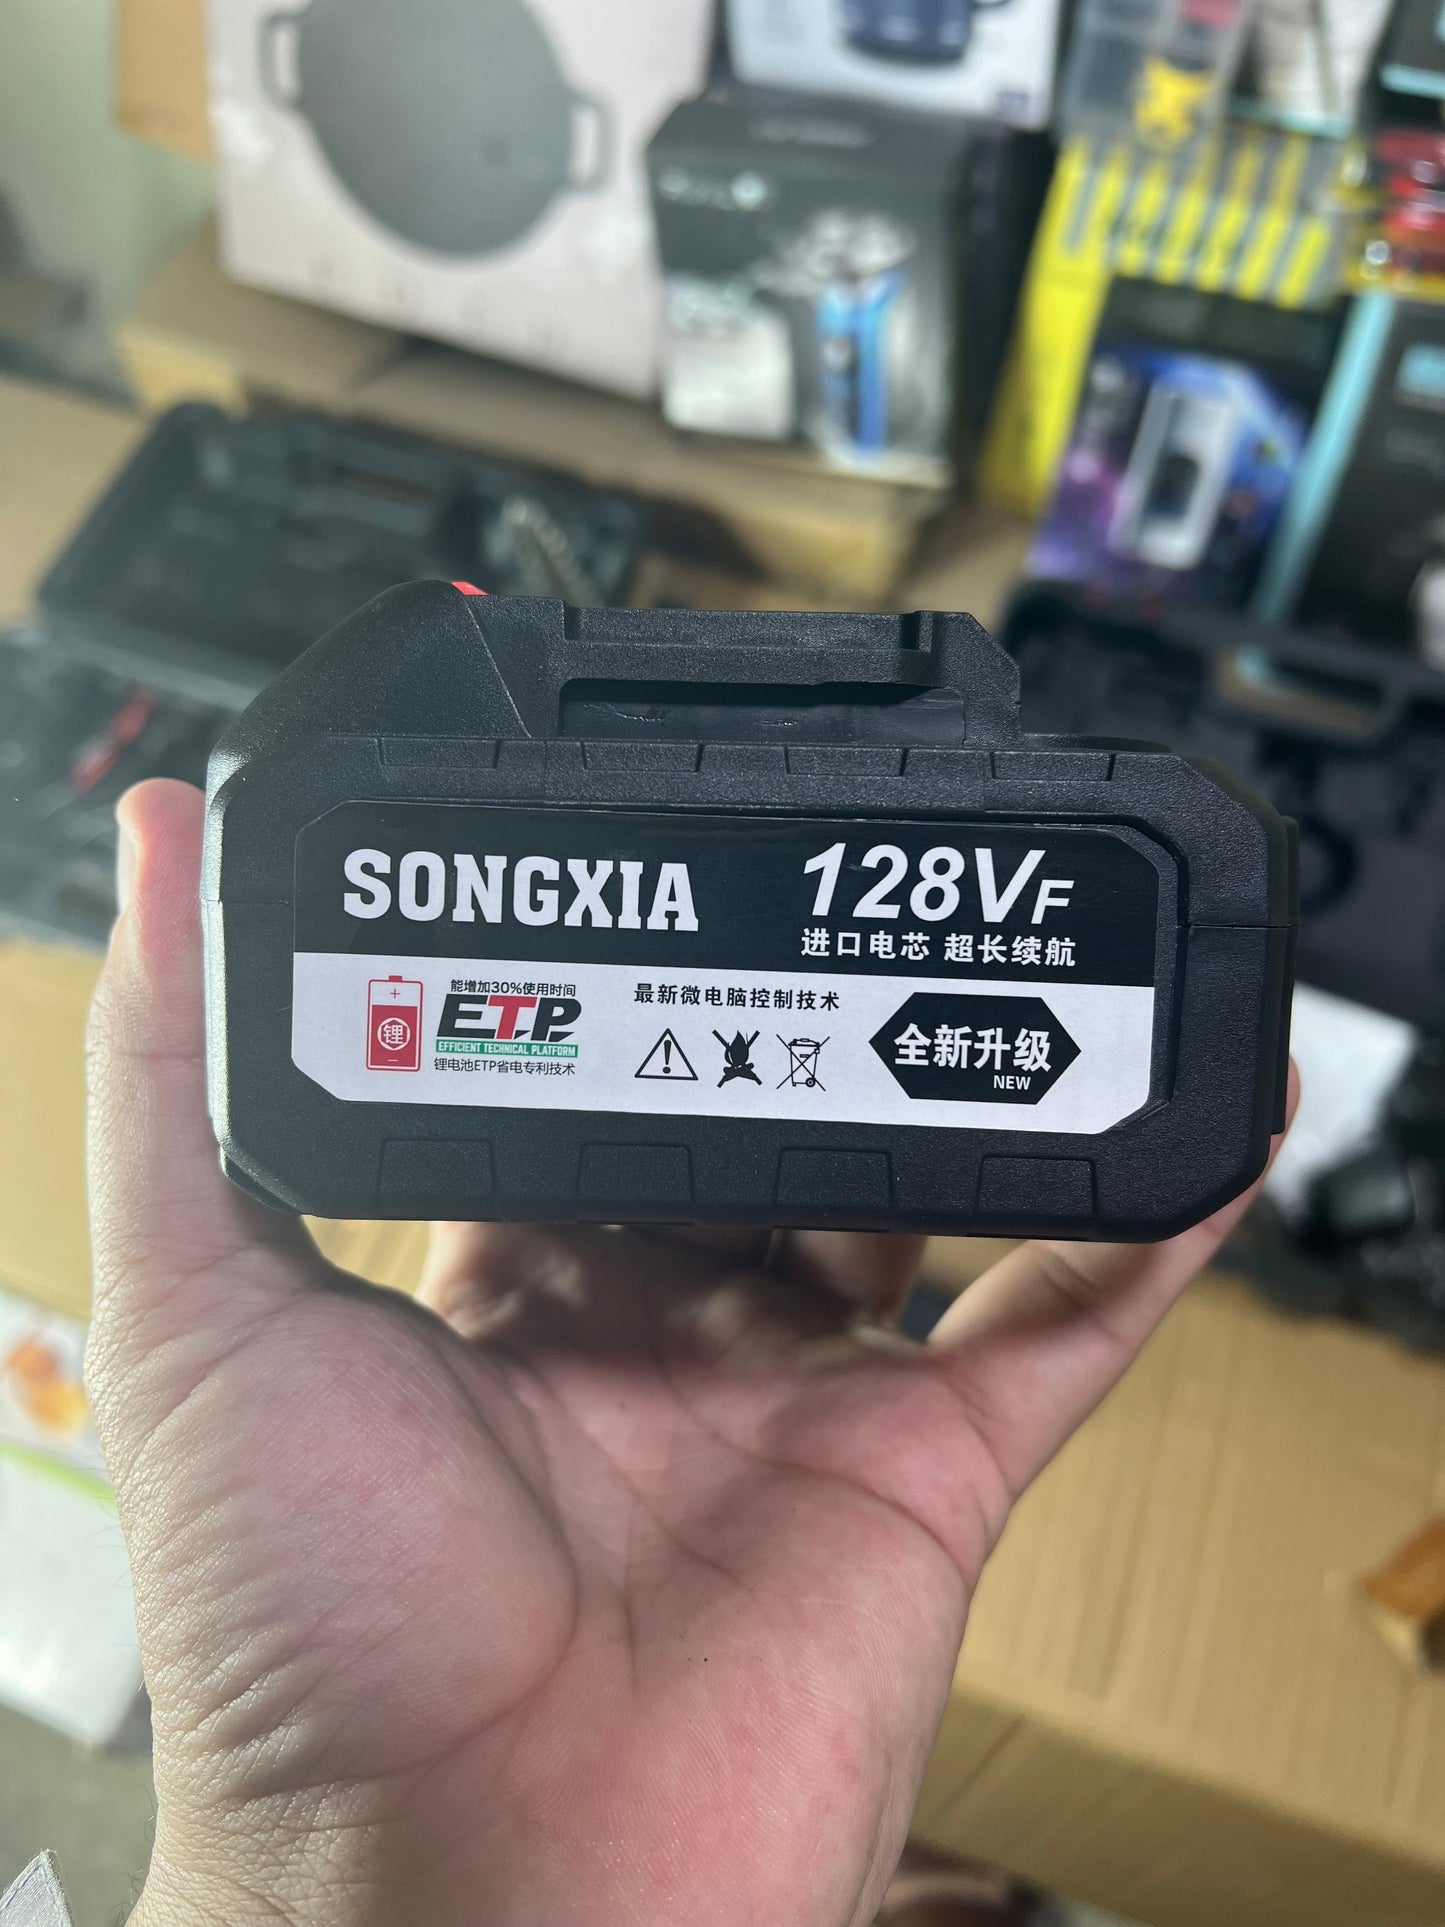 SONGXIA
128VF
进口电芯 超长续航
能增加30%使用时间
ETP
EFFICIENT TECHNICAL PLATFORM
锂电池ETP省电专利技术
+
锂
-
最新微电脑控制技术
全新升级
NEW